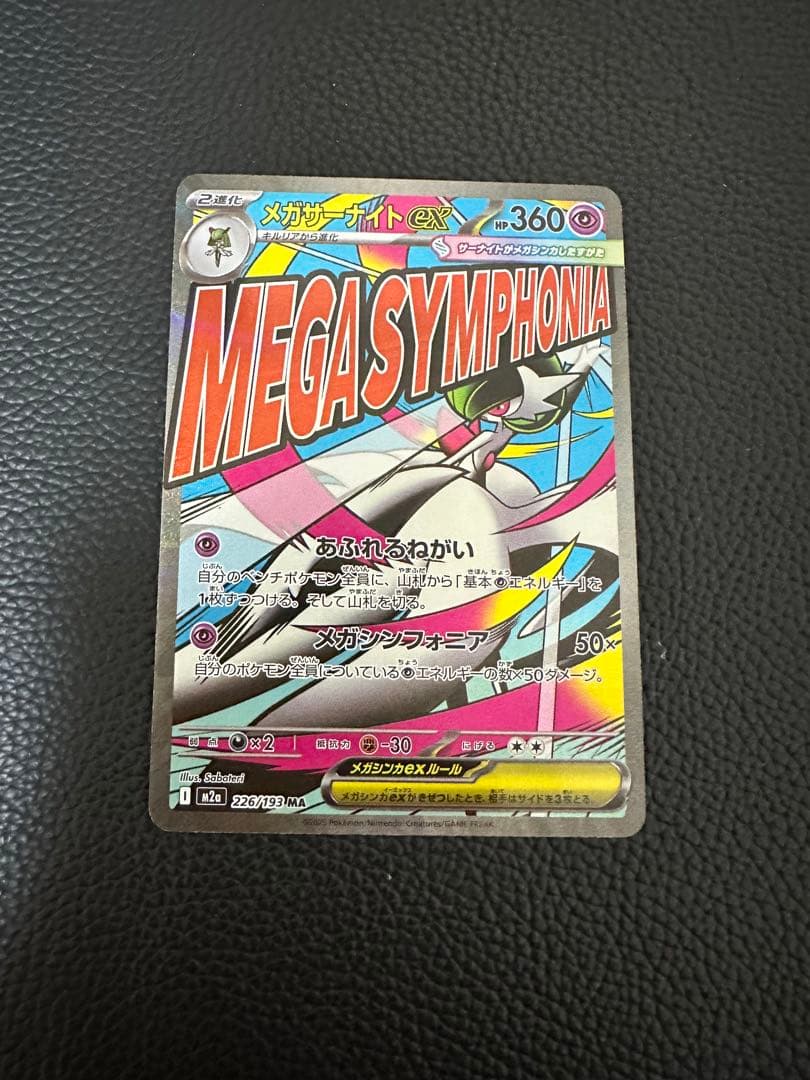 2進化
メガサーナイトex HP360
キルリアから進化
サーナイトがメガシンカしたすがた
MEGA SYMPHONIA
あふれるねがい
自分のベンチポケモン全員に、山札から「基本エネルギー」を
1枚ずつつける。そして山札を切る。
メガシンフォニア 50×
自分のポケモン全員についているエネルギーの数×50ダメージ。
弱点 ×2 抵抗力 -30 にげる
メガシンカexルール
メガシンカexがきぜつしたとき、相手はサイドを3枚とる。
Illus. Sabateri
I m2a 226/193 MA
©2025 Pokémon/Nintendo/Creatures/GAME FREAK